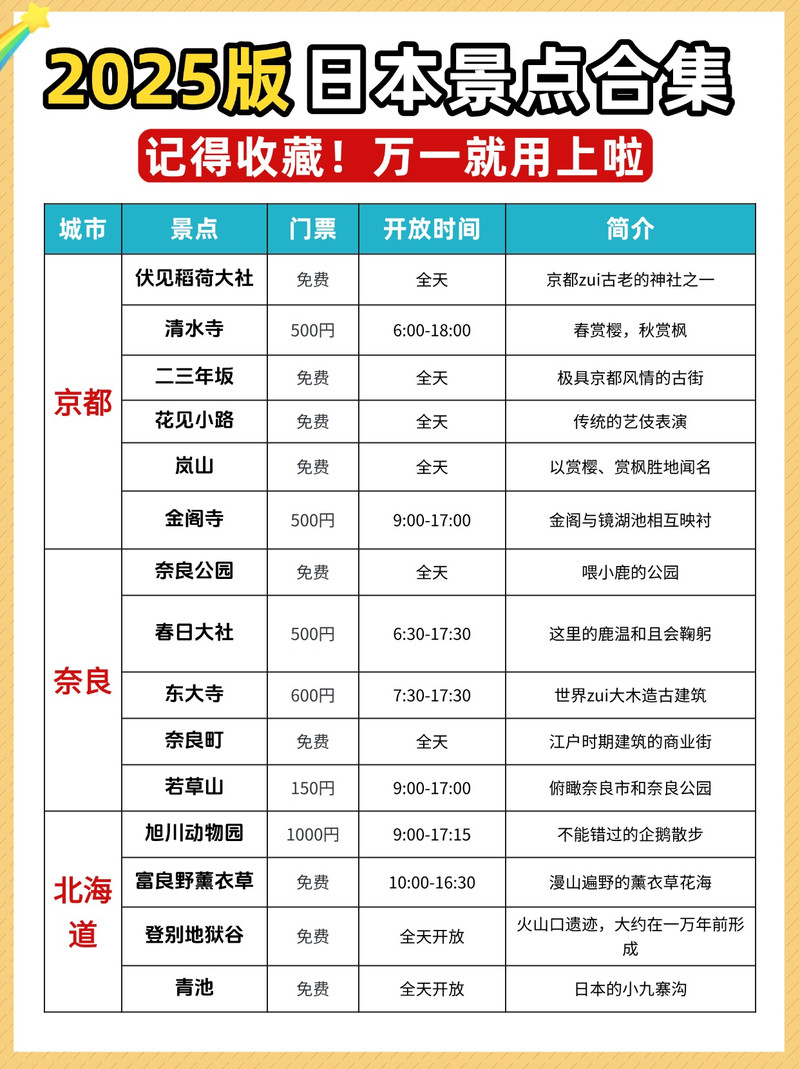 2025版 日本景点合集
记得收藏！万一就用上啦
城市 景点 门票 开放时间 简介
京都
伏见稻荷大社 免费 全天 京都zui古老的神社之一
清水寺 500円 6:00-18:00 春赏樱，秋赏枫
二三年坂 免费 全天 极具京都风情的古街
花见小路 免费 全天 传统的艺伎表演
岚山 免费 全天 以赏樱、赏枫胜地闻名
金阁寺 500円 9:00-17:00 金阁与镜湖池相互映衬
奈良
奈良公园 免费 全天 喂小鹿的公园
春日大社 500円 6:30-17:30 这里的鹿温和且会鞠躬
东大寺 600円 7:30-17:30 世界zui大木造古建筑
奈良町 免费 全天 江户时期建筑的商业街
若草山 150円 9:00-17:00 俯瞰奈良市和奈良公园
北海
道
旭川动物园 1000円 9:00-17:15 不能错过的企鹅散步
富良野薰衣草 免费 10:00-16:30 漫山遍野的薰衣草花海
登别地狱谷 免费 全天开放 火山口遗迹，大约在一万年前形
成
青池 免费 全天开放 日本的小九寨沟